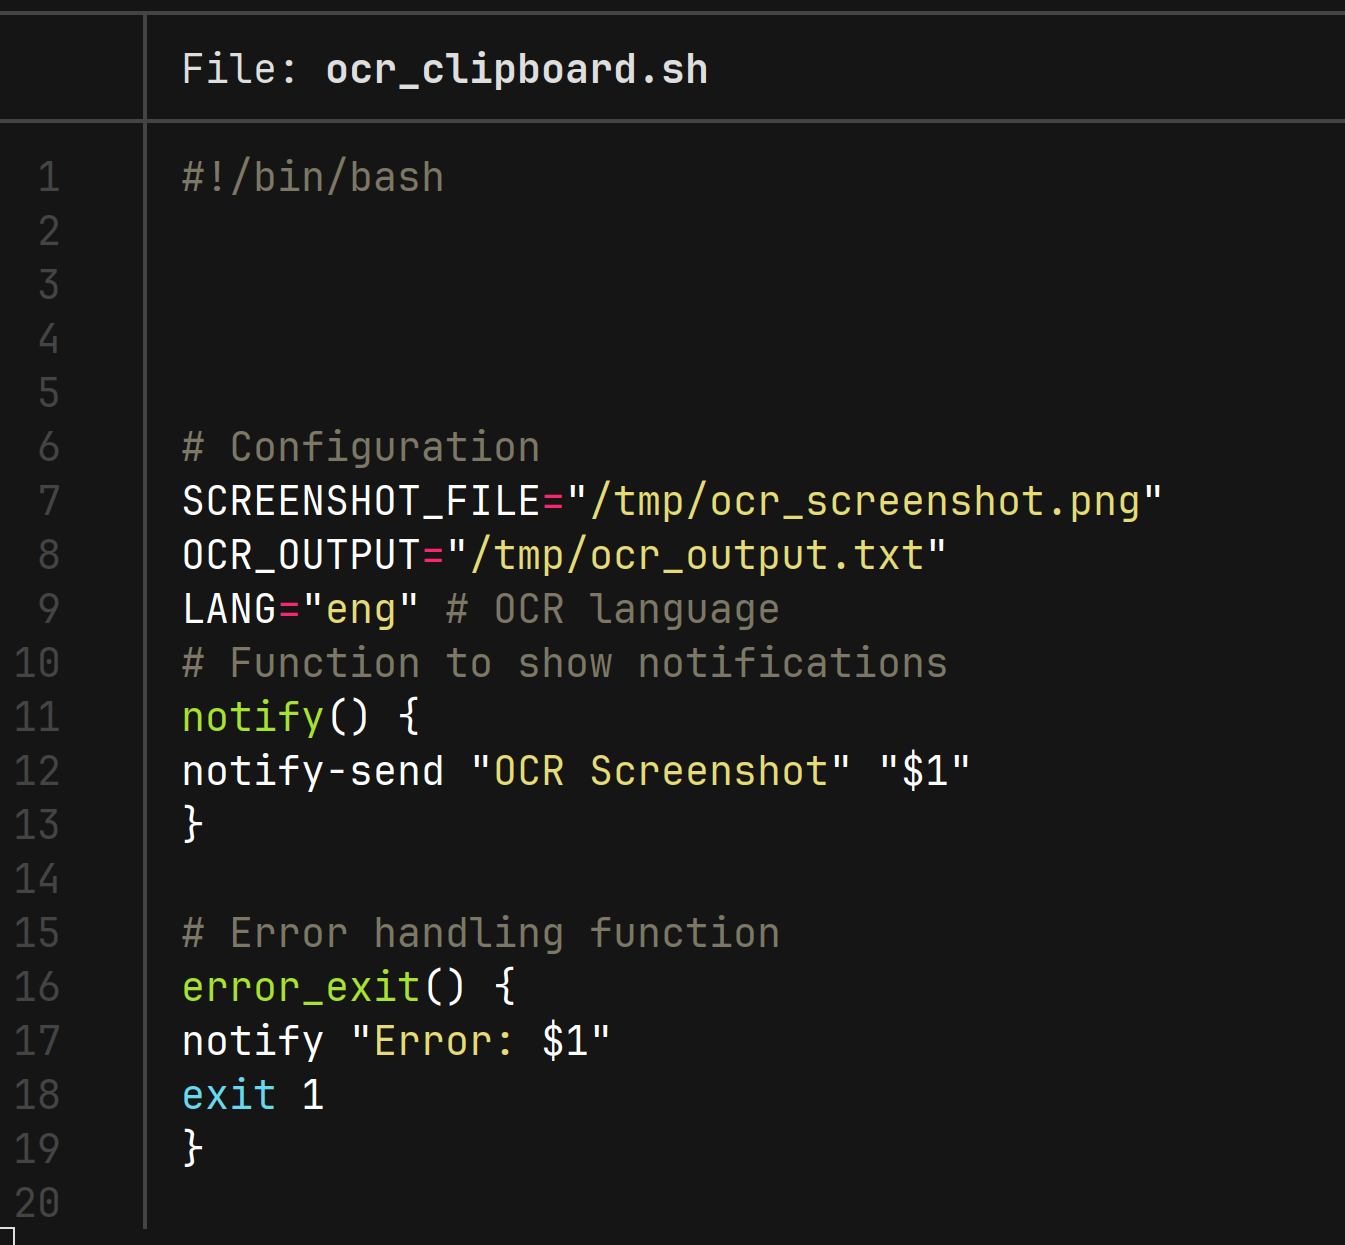 File: ocr_clipboard.sh
1 #!/bin/bash
2
3
4
5
6 # Configuration
7 SCREENSHOT_FILE="/tmp/ocr_screenshot.png"
8 OCR_OUTPUT="/tmp/ocr_output.txt"
9 LANG="eng" # OCR language
10 # Function to show notifications
11 notify() {
12 notify-send "OCR Screenshot" "$1"
13 }
14
15 # Error handling function
16 error_exit() {
17 notify "Error: $1"
18 exit 1
19 }
20